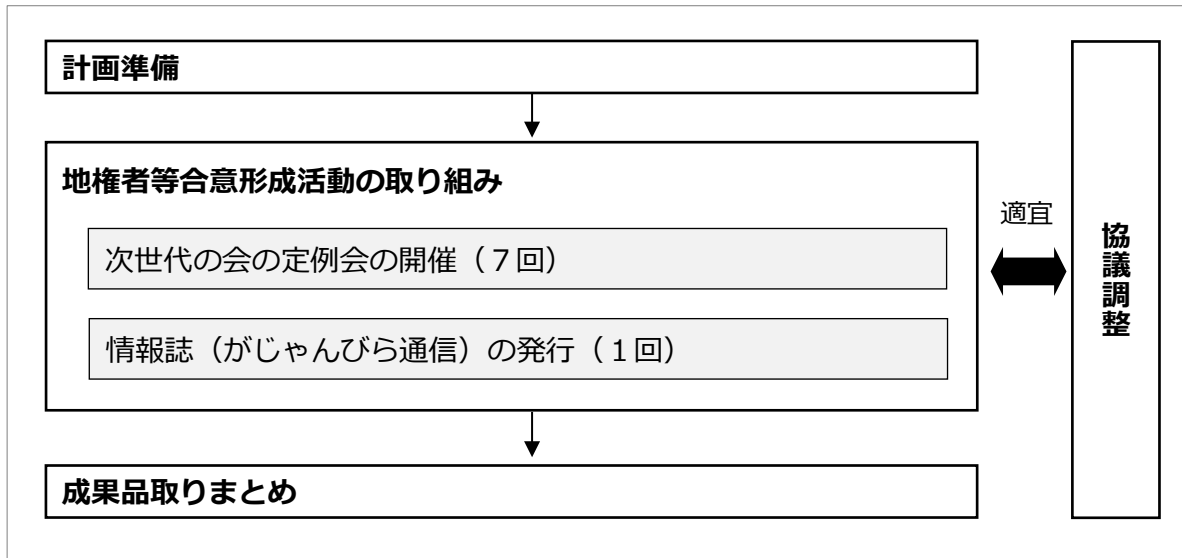 計画準備
地権者等合意形成活動の取り組み
次世代の会の定例会の開催（７回）
情報誌（がじゃんびら通信）の発行（１回）
成果品取りまとめ
適宜
協議調整